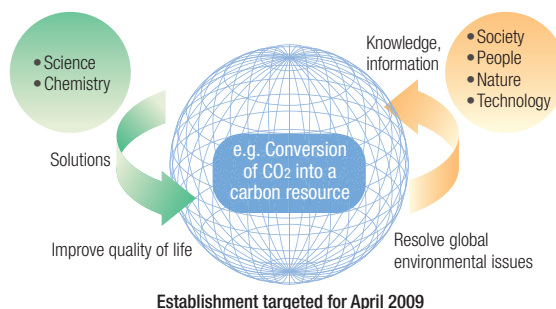 • Science
• Chemistry
Solutions
Improve quality of life
e.g. Conversion
of CO2 into a
carbon resource
Knowledge,
information
• Society
• People
• Nature
• Technology
Resolve global
environmental issues
Establishment targeted for April 2009